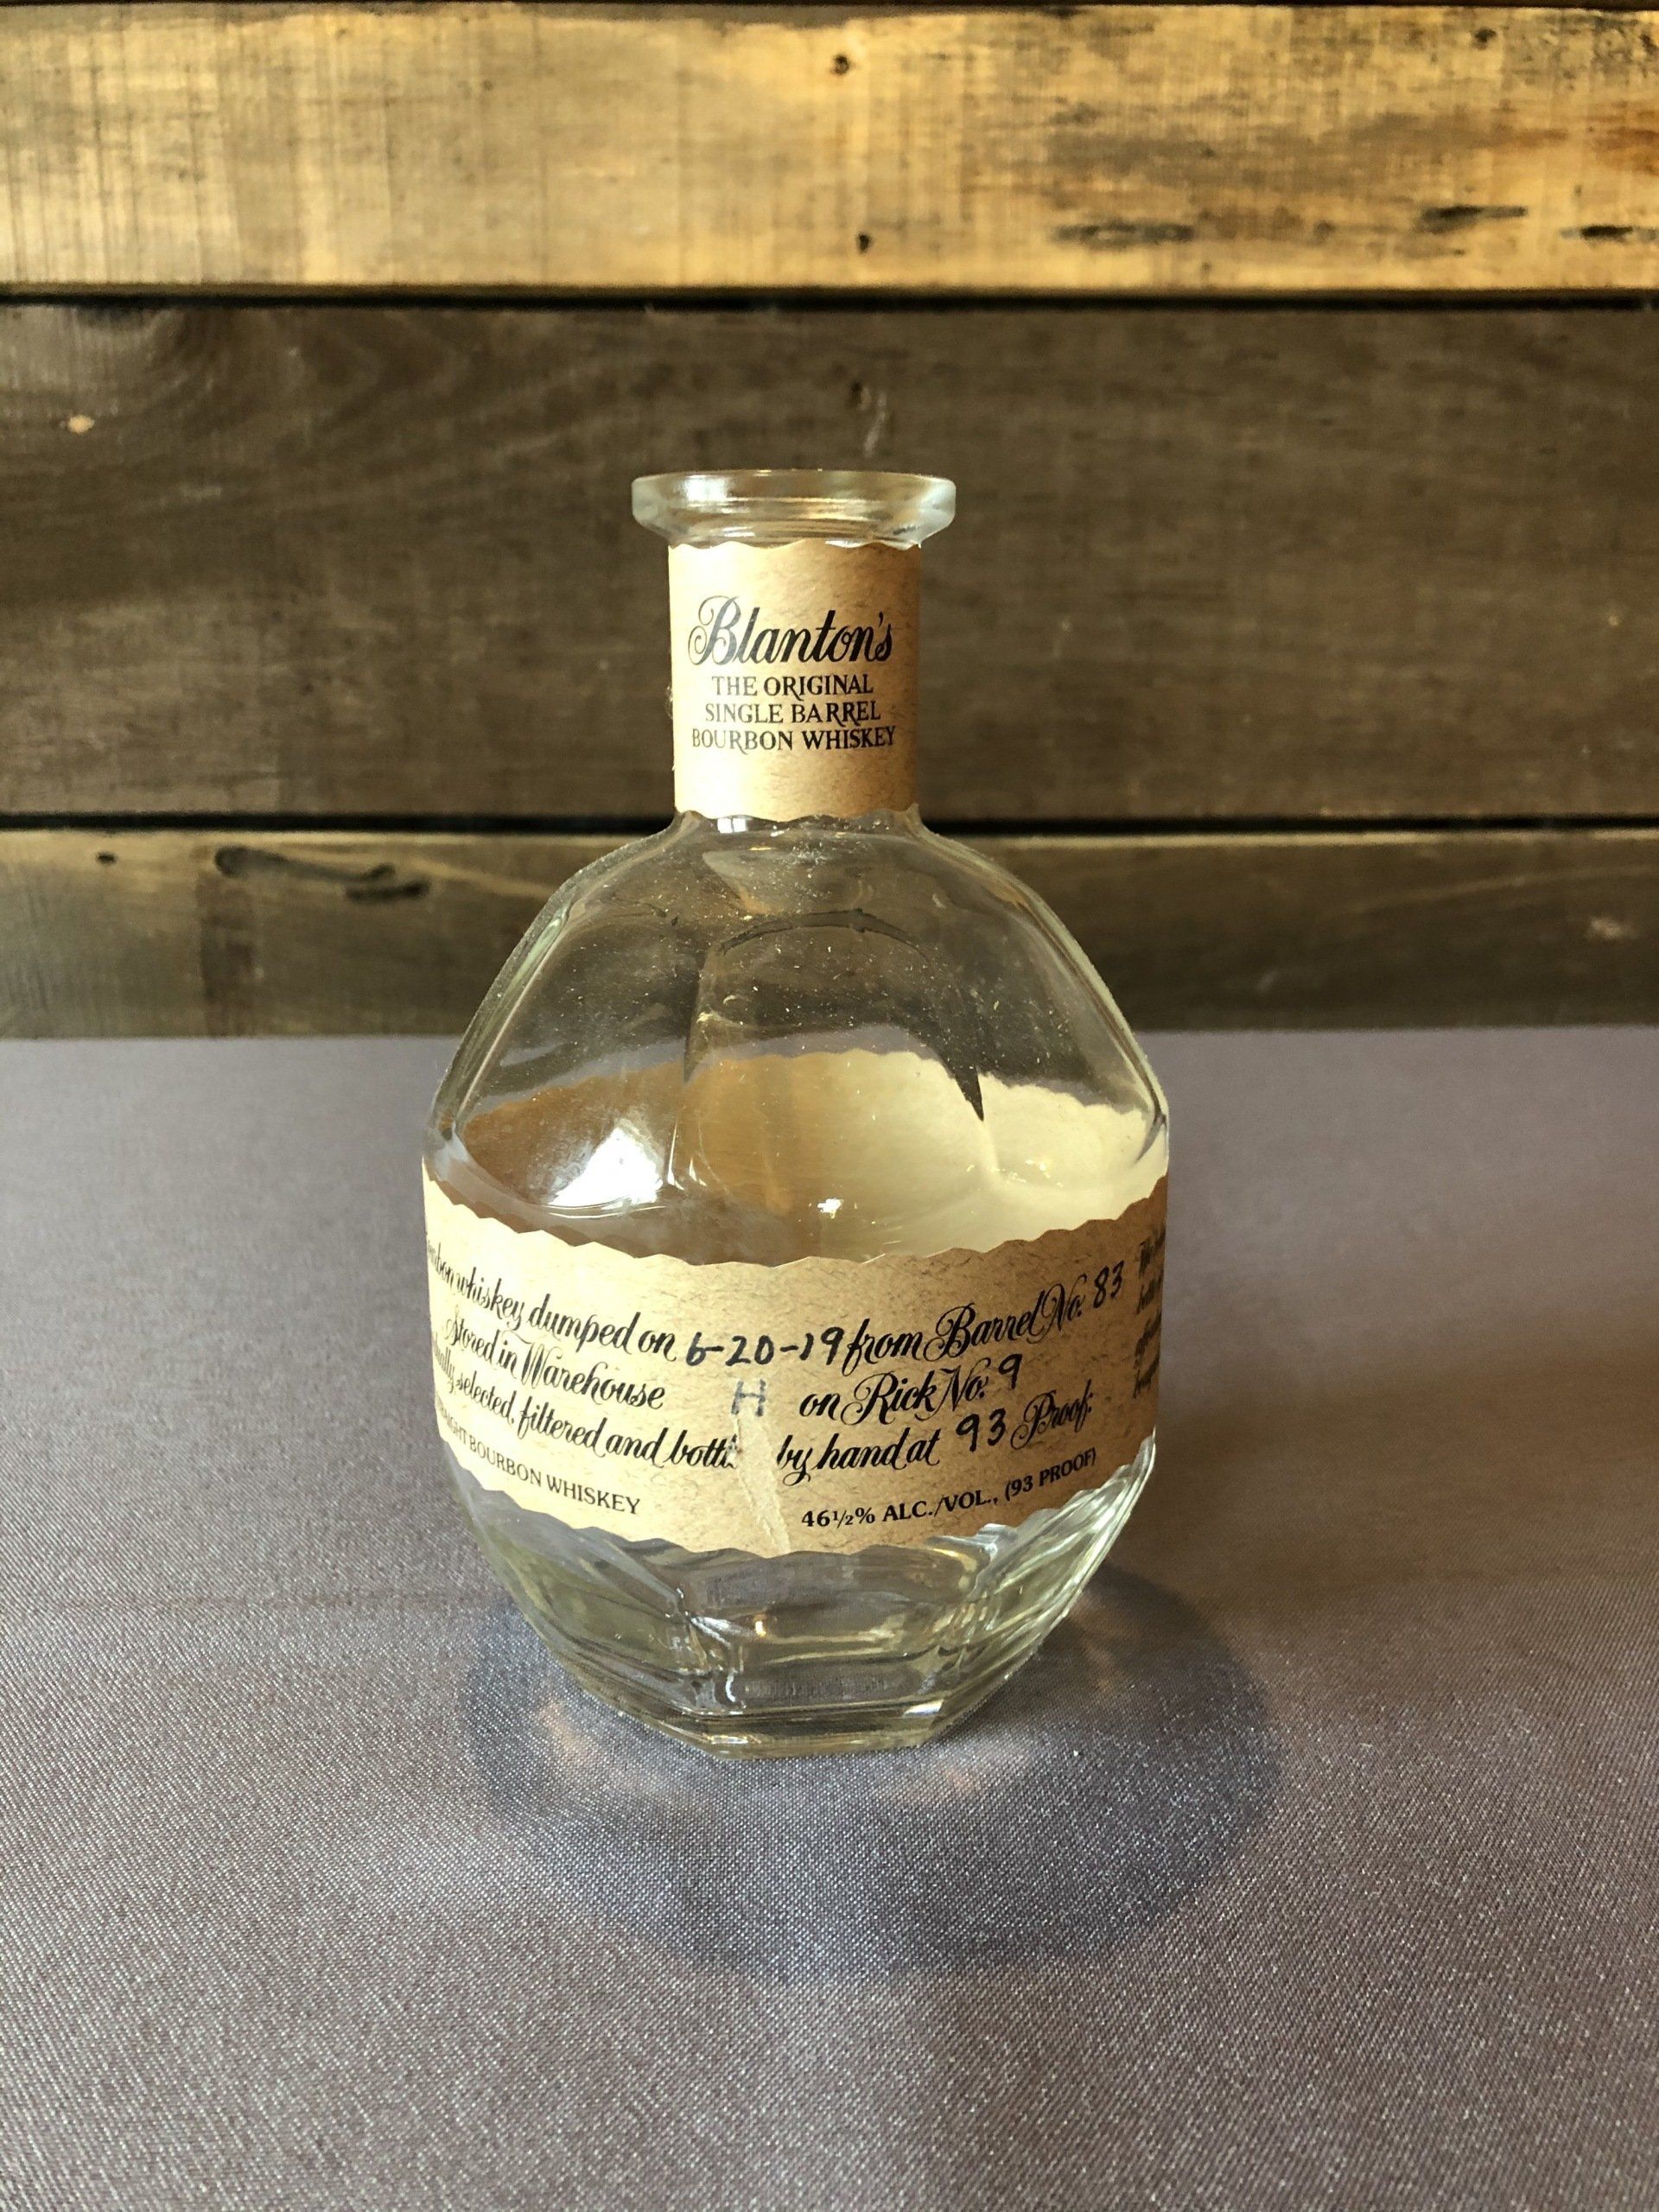 Blanton's
THE ORIGINAL
SINGLE BARREL
BOURBON WHISKEY
whiskey dumped on 6-20-19 from Barrel No. 83
Stored in Warehouse H on Rick No. 9
selected, filtered and by hand at 93 Proof.
BOURBON WHISKEY 46½% ALC./VOL., (93 PROOF)